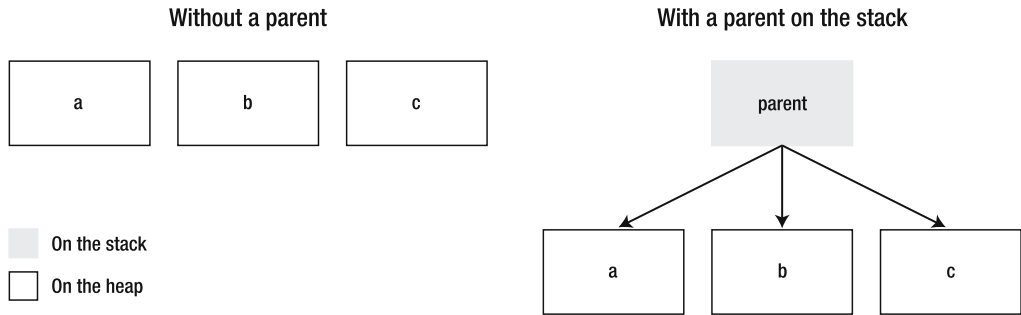 Without a parent
a
b
c
On the stack
On the heap
With a parent on the stack
parent
a
b
c